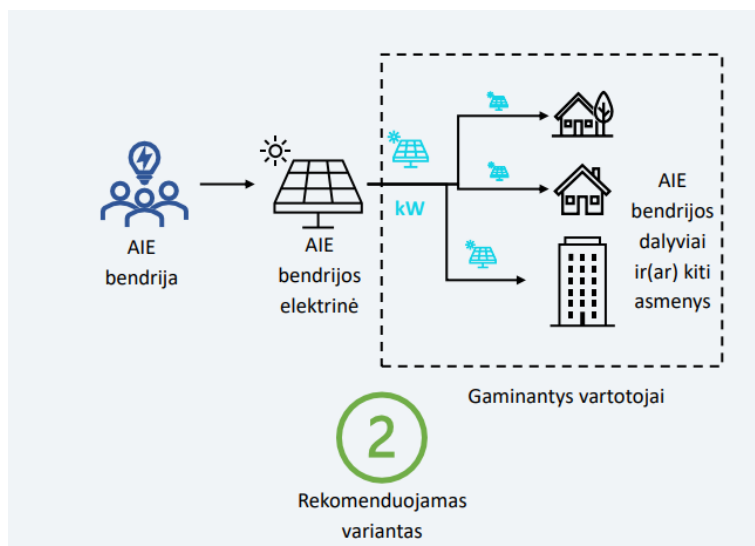 AIE
bendrija
AIE
bendrijos
elektrinė
kW
AIE
bendrijos
dalyviai
ir(ar) kiti
asmenys
Gaminantys vartotojai
2
Rekomenduojamas
variantas